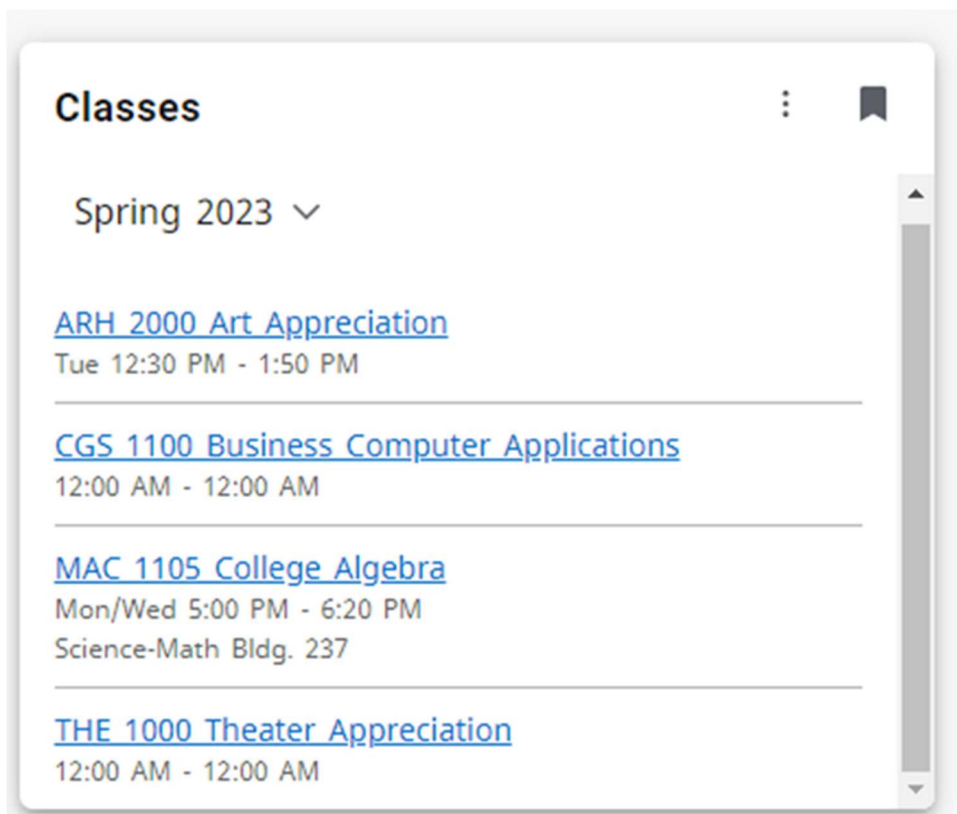 Classes
Spring 2023
ARH 2000 Art Appreciation
Tue 12:30 PM - 1:50 PM
CGS 1100 Business Computer Applications
12:00 AM - 12:00 AM
MAC 1105 College Algebra
Mon/Wed 5:00 PM - 6:20 PM
Science-Math Bldg. 237
THE 1000 Theater Appreciation
12:00 AM - 12:00 AM